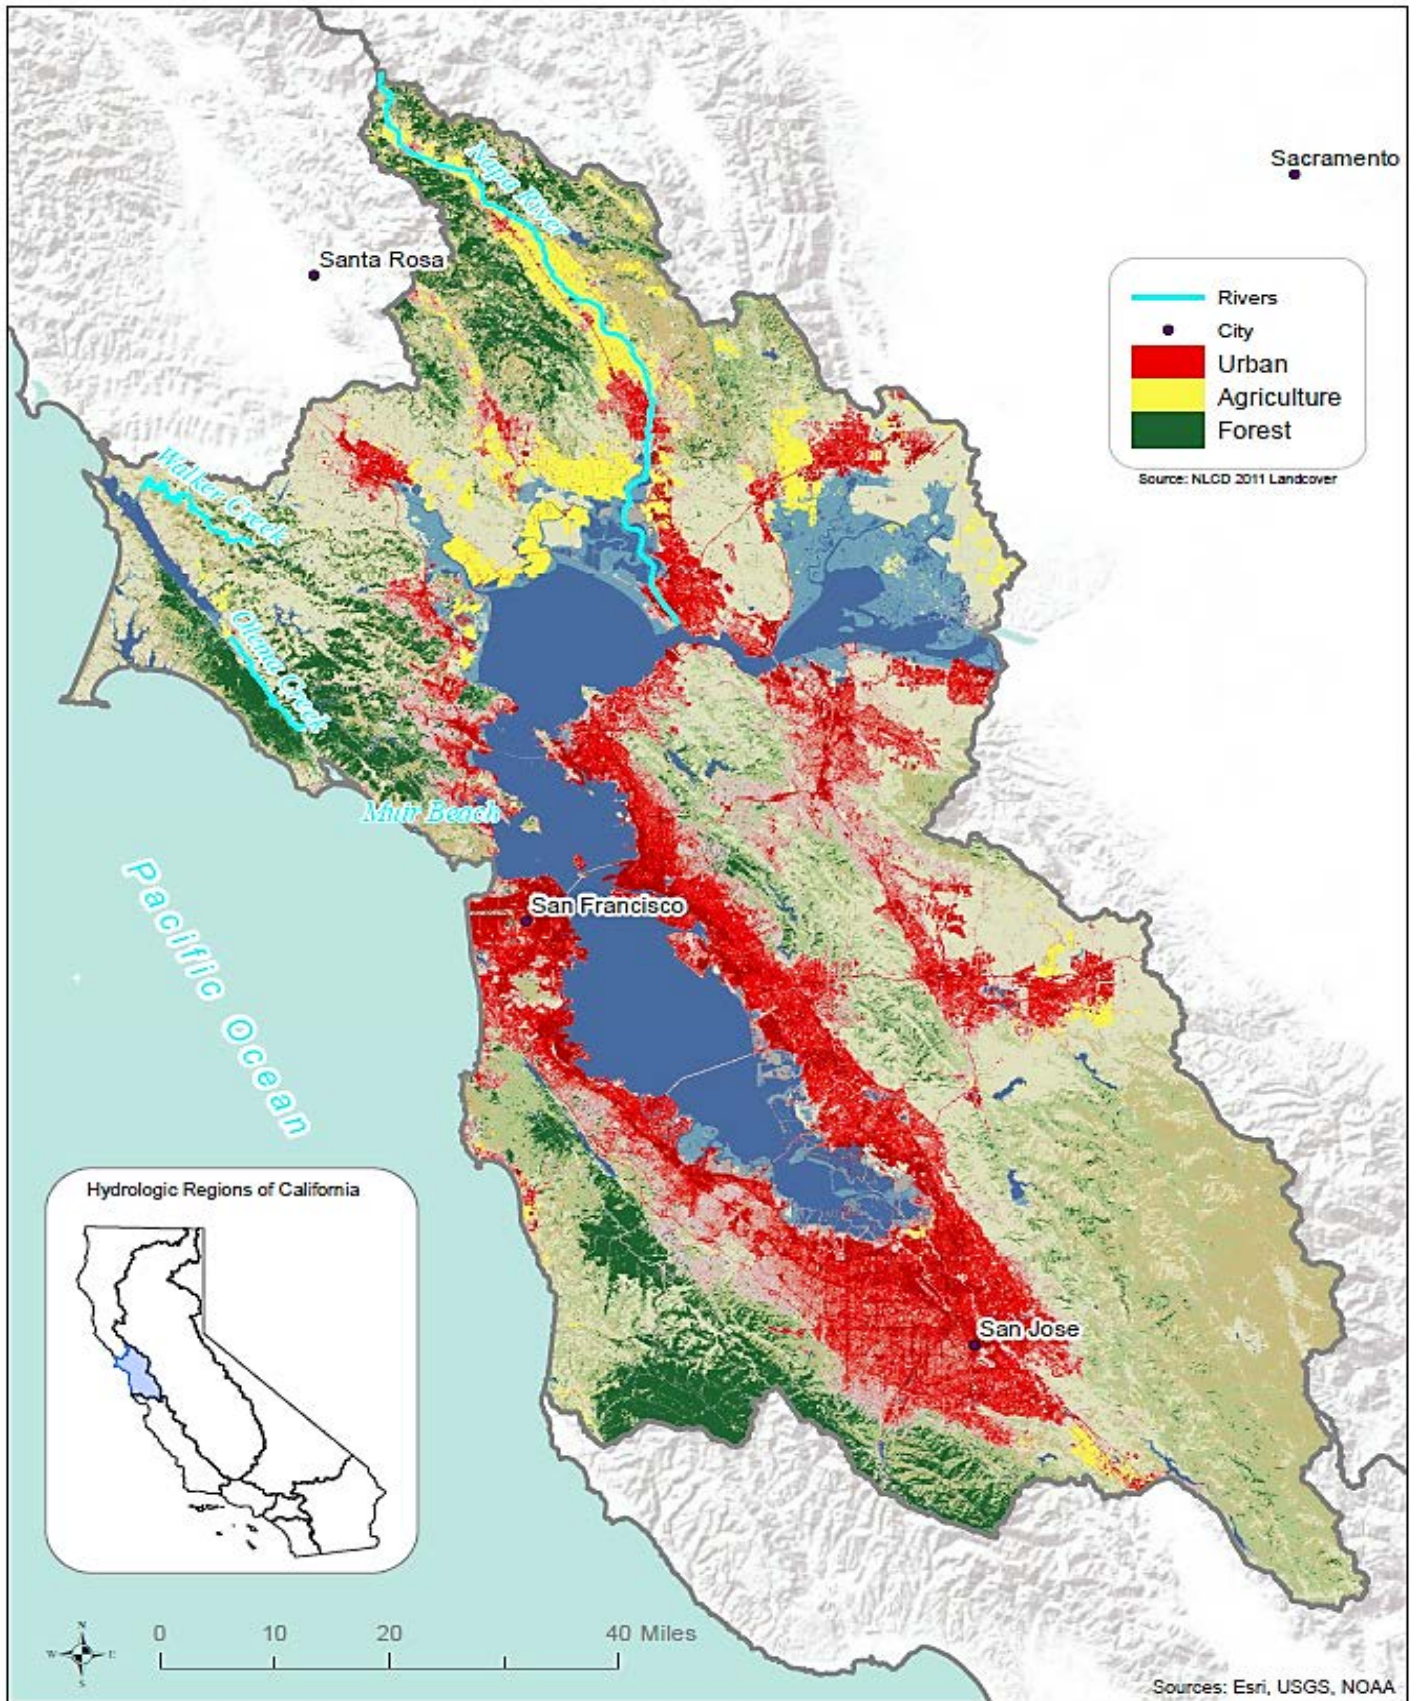 Sacramento
Napa River
Santa Rosa
Rivers
City
Urban
Agriculture
Forest
Source: NLCD 2011 Landcover
Walker Creek
Olema Creek
Muir Beach
San Francisco
Pacific Ocean
Hydrologic Regions of California
San Jose
N
W E
S
0 10 20 40 Miles
Sources: Esri, USGS, NOAA